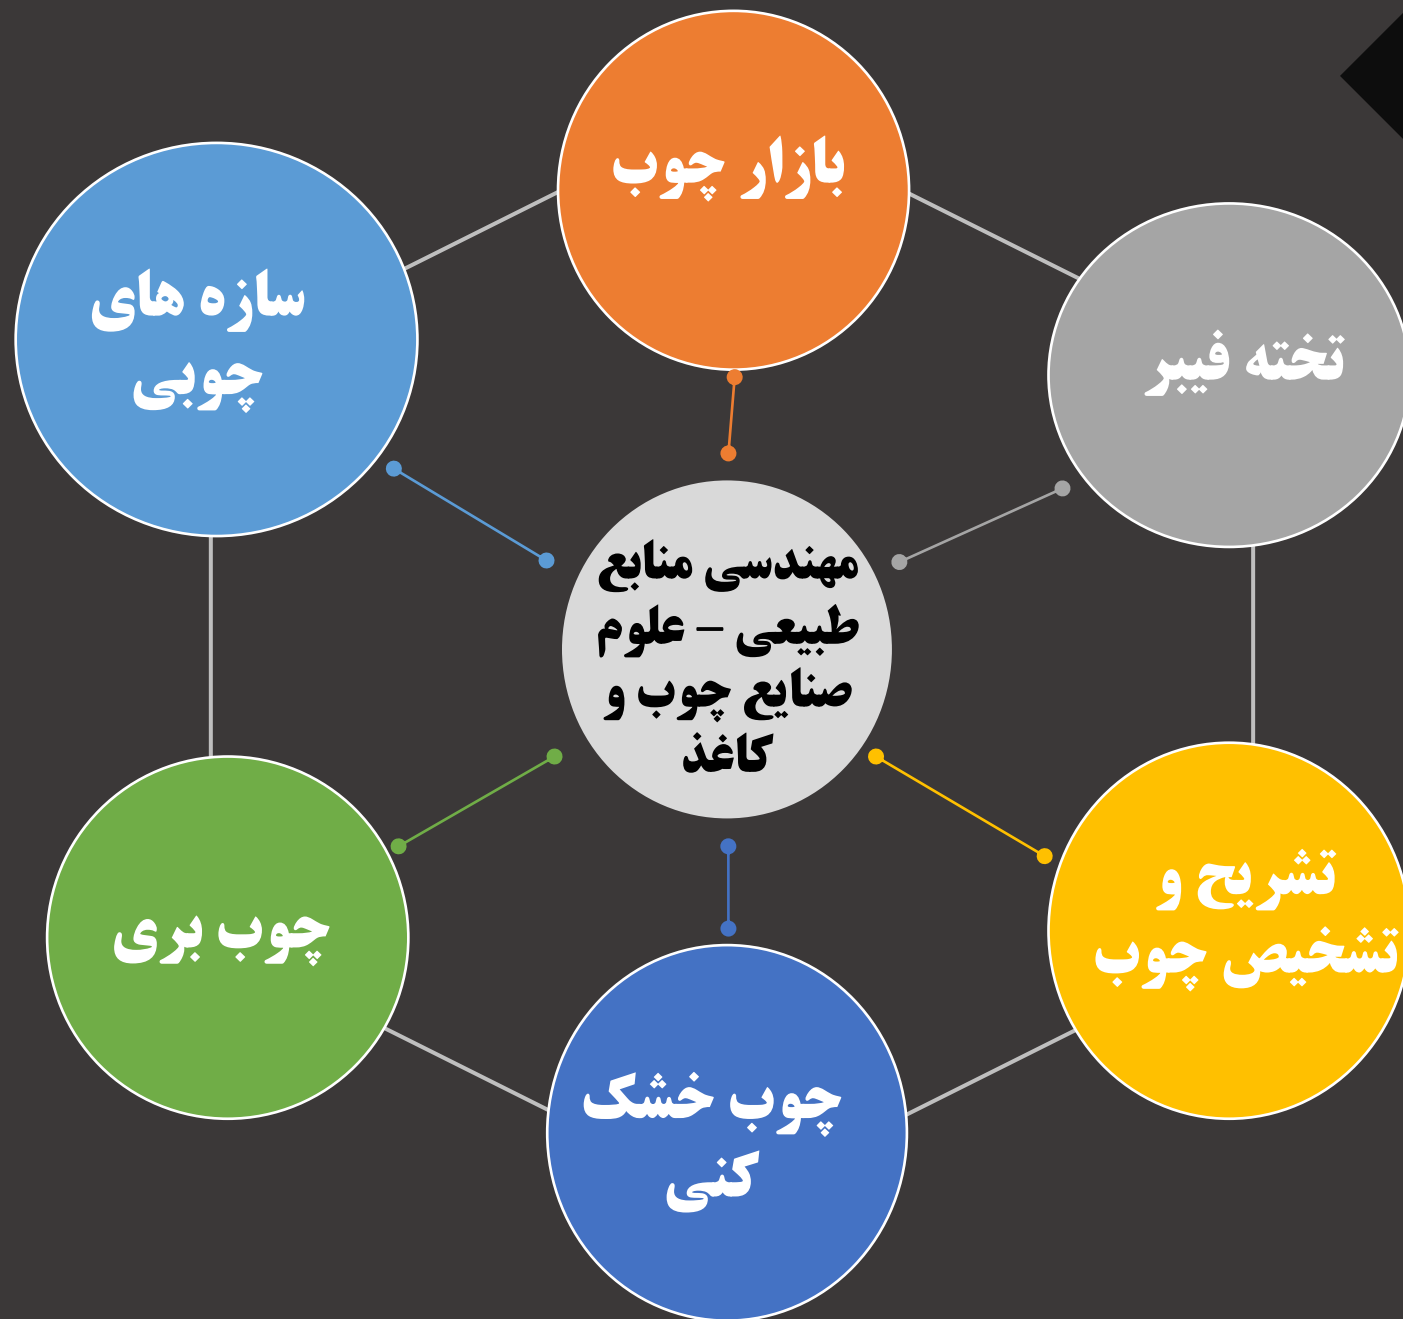 بازار چوب
تخته فیبر
سازه های
چوبی
مهندسی منابع
طبیعی – علوم
صنایع چوب و
کاغذ
تشریح و
تشخیص چوب
چوب بری
چوب خشک
کنی